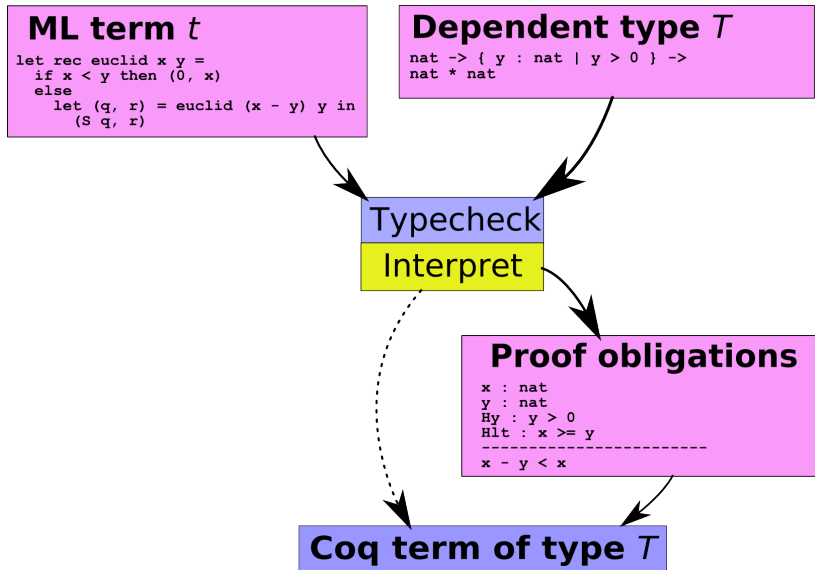 ML term t
let rec euclid x y =
  if x < y then (0, x)
  else
    let (q, r) = euclid (x - y) y in
      (S q, r)
Dependent type T
nat -> { y : nat | y > 0 } ->
nat * nat
Typecheck
Interpret
Proof obligations
x : nat
y : nat
Hy : y > 0
Hlt : x >= y
------------------------
x - y < x
Coq term of type T